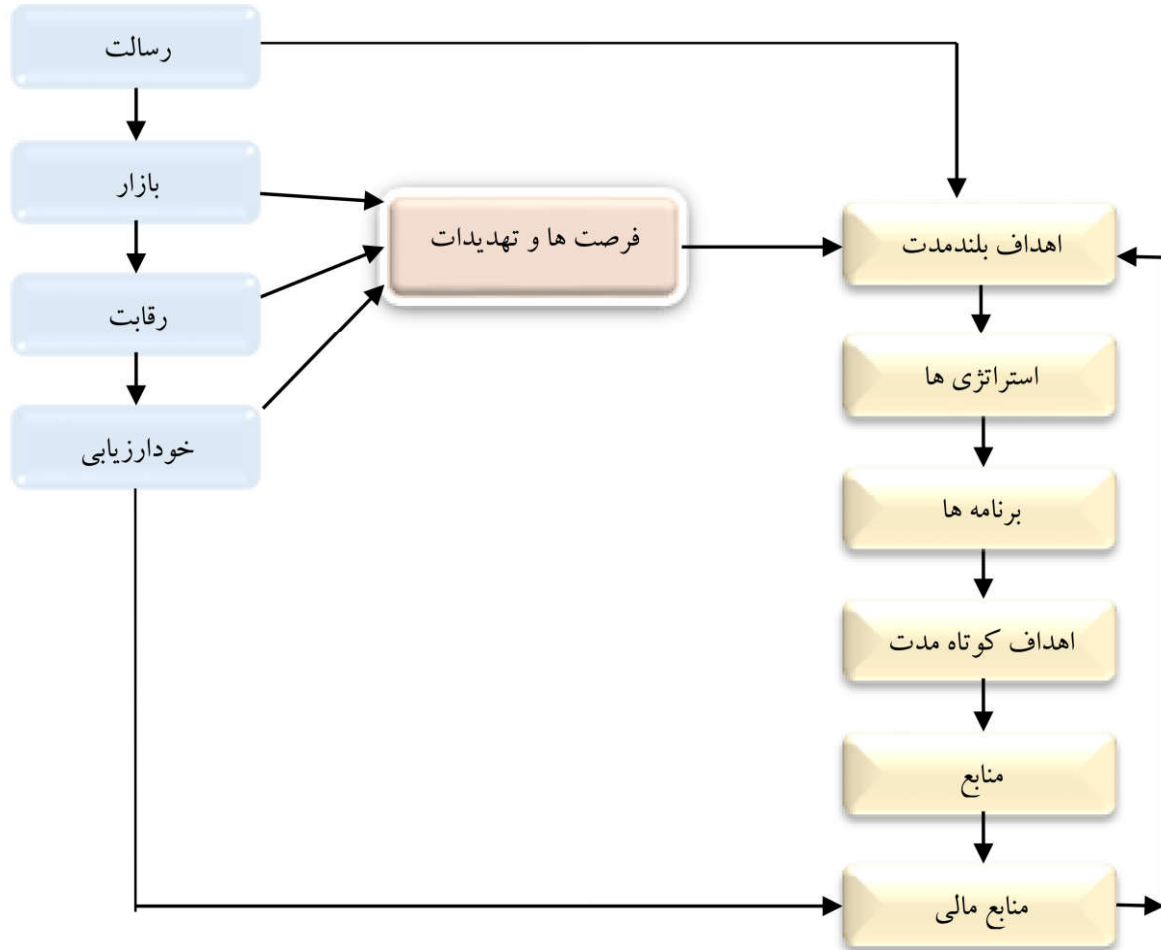 رسالت
بازار
رقابت
خودارزیابی
فرصت ها و تهدیدات
اهداف بلندمدت
استراتژی ها
برنامه ها
اهداف کوتاه مدت
منابع
منابع مالی